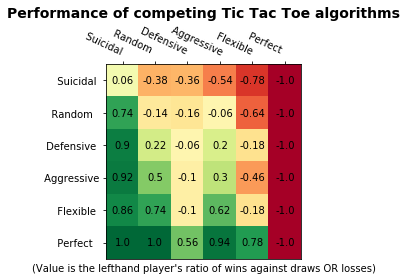 Performance of competing Tic Tac Toe algorithms
Suicidal Random Defensive Aggressive Flexible Perfect
Suicidal 0.06 -0.38 -0.36 -0.54 -0.78 -1.0
Random 0.74 -0.14 -0.16 -0.06 -0.64 -1.0
Defensive 0.9 0.22 -0.06 0.2 -0.18 -1.0
Aggressive 0.92 0.5 -0.1 0.3 -0.46 -1.0
Flexible 0.86 0.74 -0.1 0.62 -0.18 -1.0
Perfect 1.0 1.0 0.56 0.94 0.78 -1.0
(Value is the lefthand player's ratio of wins against draws OR losses)